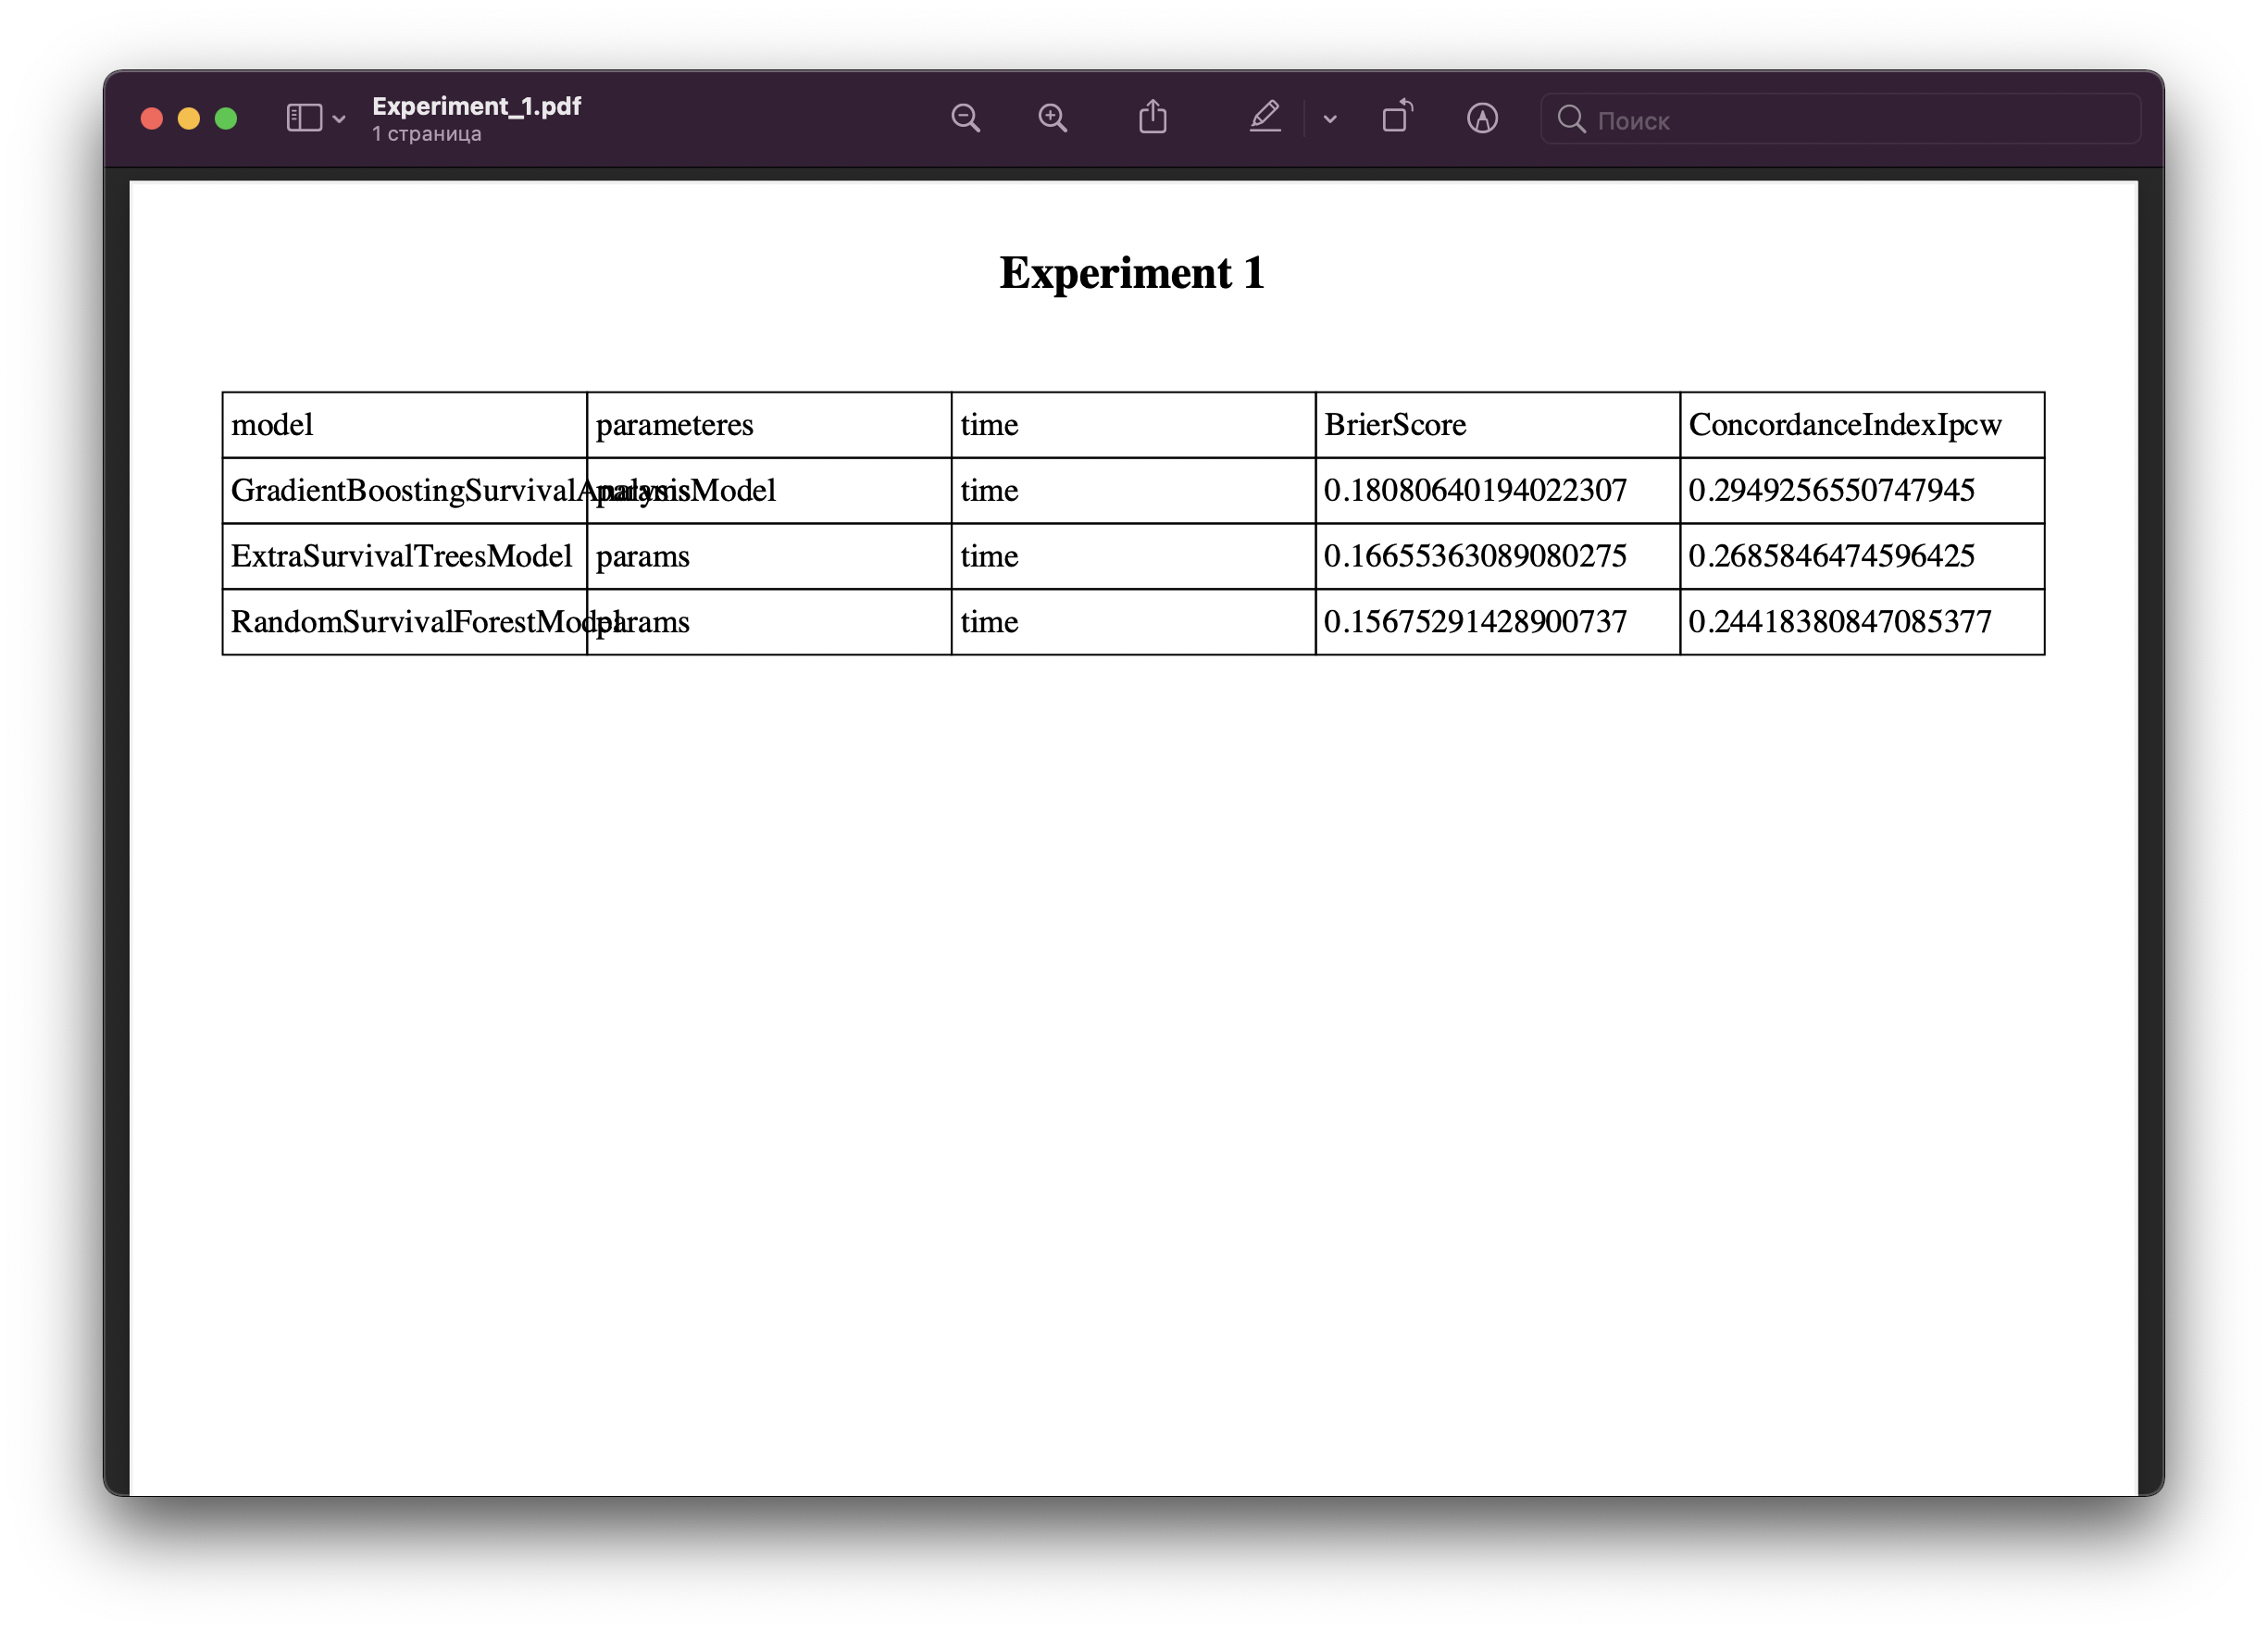 Experiment_1.pdf
1 страница
Поиск
Experiment 1
model parameteres time BrierScore ConcordanceIndexIpcw
GradientBoostingSurvivalAnalysisModel params time 0.18080640194022307 0.2949256550747945
ExtraSurvivalTreesModel params time 0.16655363089080275 0.2685846474596425
RandomSurvivalForestModel params time 0.15675291428900737 0.24418380847085377